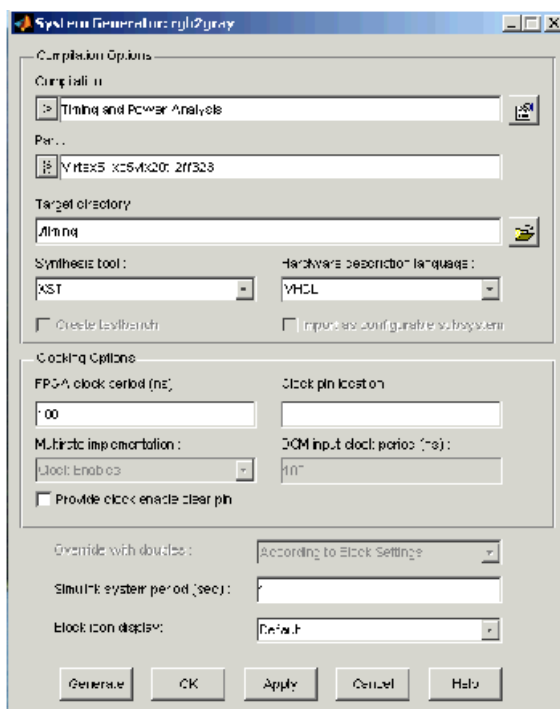 System Generator: rgb2gray
Compilation Options
Compilation :
> Timing and Power Analysis
Part :
> Virtex5 xc5vlx20t-2ff323
Target directory :
./timing
Synthesis tool : Hardware description language :
XST VHDL
Create testbench Import as configurable subsystem
Clocking Options
FPGA clock period (ns) : Clock pin location :
100
Multirate implementation : DCM input clock period (ns) :
Clock Enables
Provide clock enable clear pin
Override with doubles : According to Block Settings
Simulink system period (sec) :
Block icon display: Default
Generate OK Apply Cancel Help